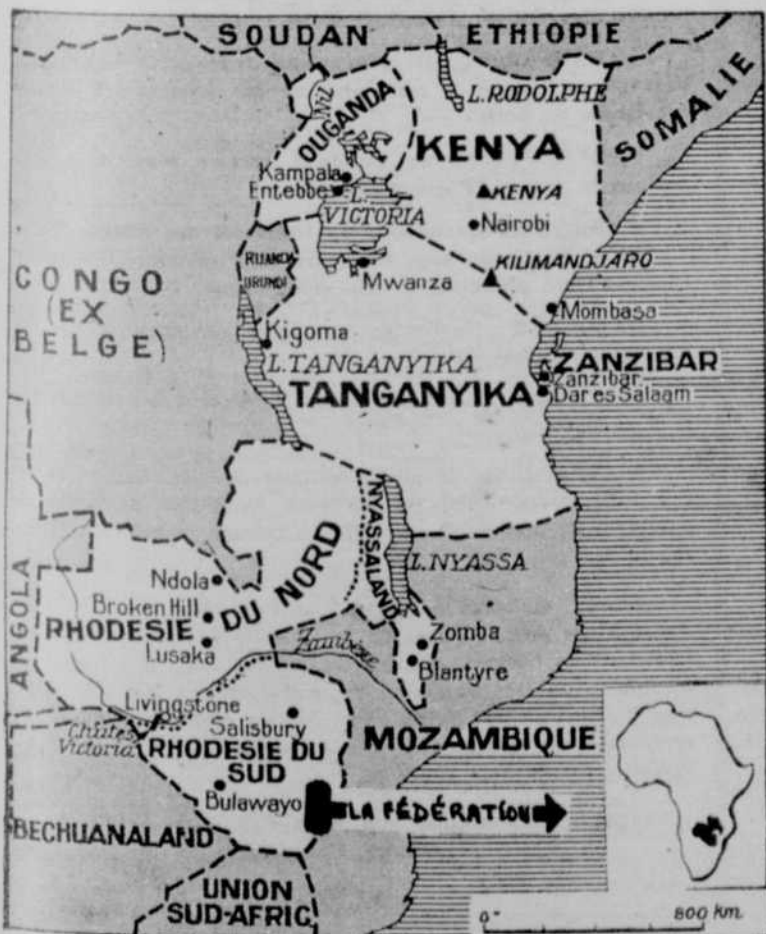 SOUDAN
ETHIOPIE
SOMALIE
L. RODOLPHE
Nil
OUGANDA
KENYA
Kampala
Entebbe
L. VICTORIA
▲KENYA
Nairobi
RUANDA
URUNDI
Mwanza
KILIMANDJARO
CONGO
(EX
BELGE)
Mombasa
Kigoma
L. TANGANYIKA
ZANZIBAR
Zanzibar
TANGANYIKA
Dar es Salaam
NYASSALAND
L. NYASSA
Ndola
DU NORD
Broken Hill
RHODESIE
Lusaka
ANGOLA
Zambèze
Zomba
Blantyre
Livingstone
Chutes
Victoria
Salisbury
RHODESIE DU
SUD
MOZAMBIQUE
Bulawayo
LA FÉDÉRATION
BECHUANALAND
UNION
SUD-AFRIC
0 800 km.